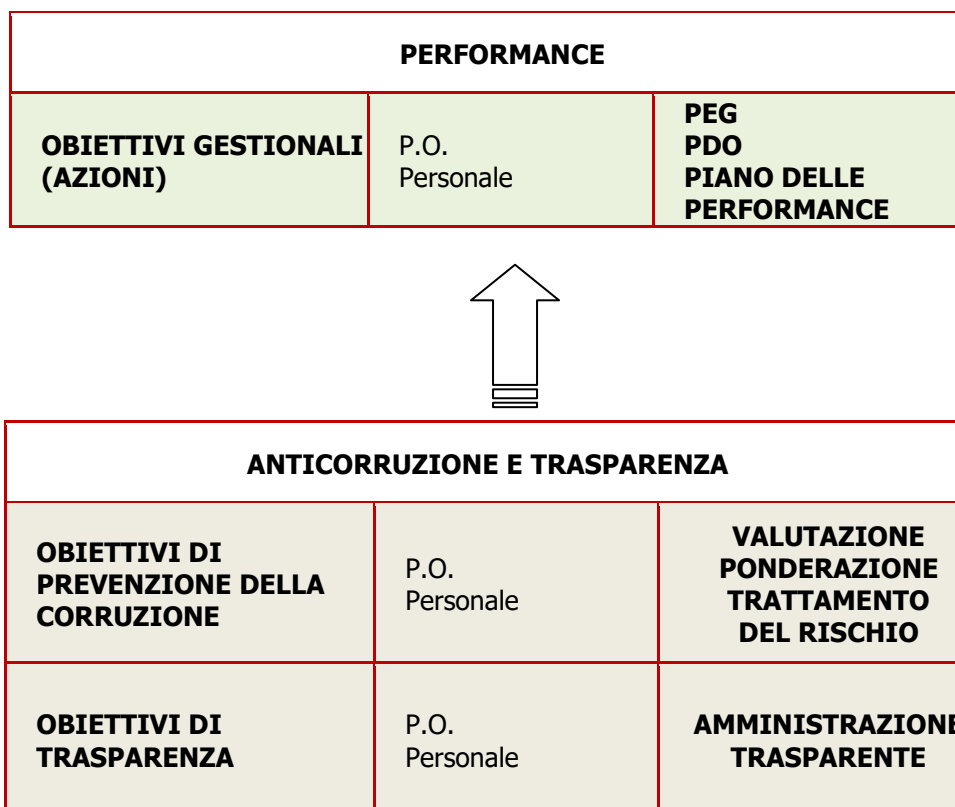 PERFORMANCE
OBIETTIVI GESTIONALI
(AZIONI)
P.O.
Personale
PEG
PDO
PIANO DELLE
PERFORMANCE
ANTICORRUZIONE E TRASPARENZA
OBIETTIVI DI
PREVENZIONE DELLA
CORRUZIONE
P.O.
Personale
VALUTAZIONE
PONDERAZIONE
TRATTAMENTO
DEL RISCHIO
OBIETTIVI DI
TRASPARENZA
P.O.
Personale
AMMINISTRAZIONE
TRASPARENTE